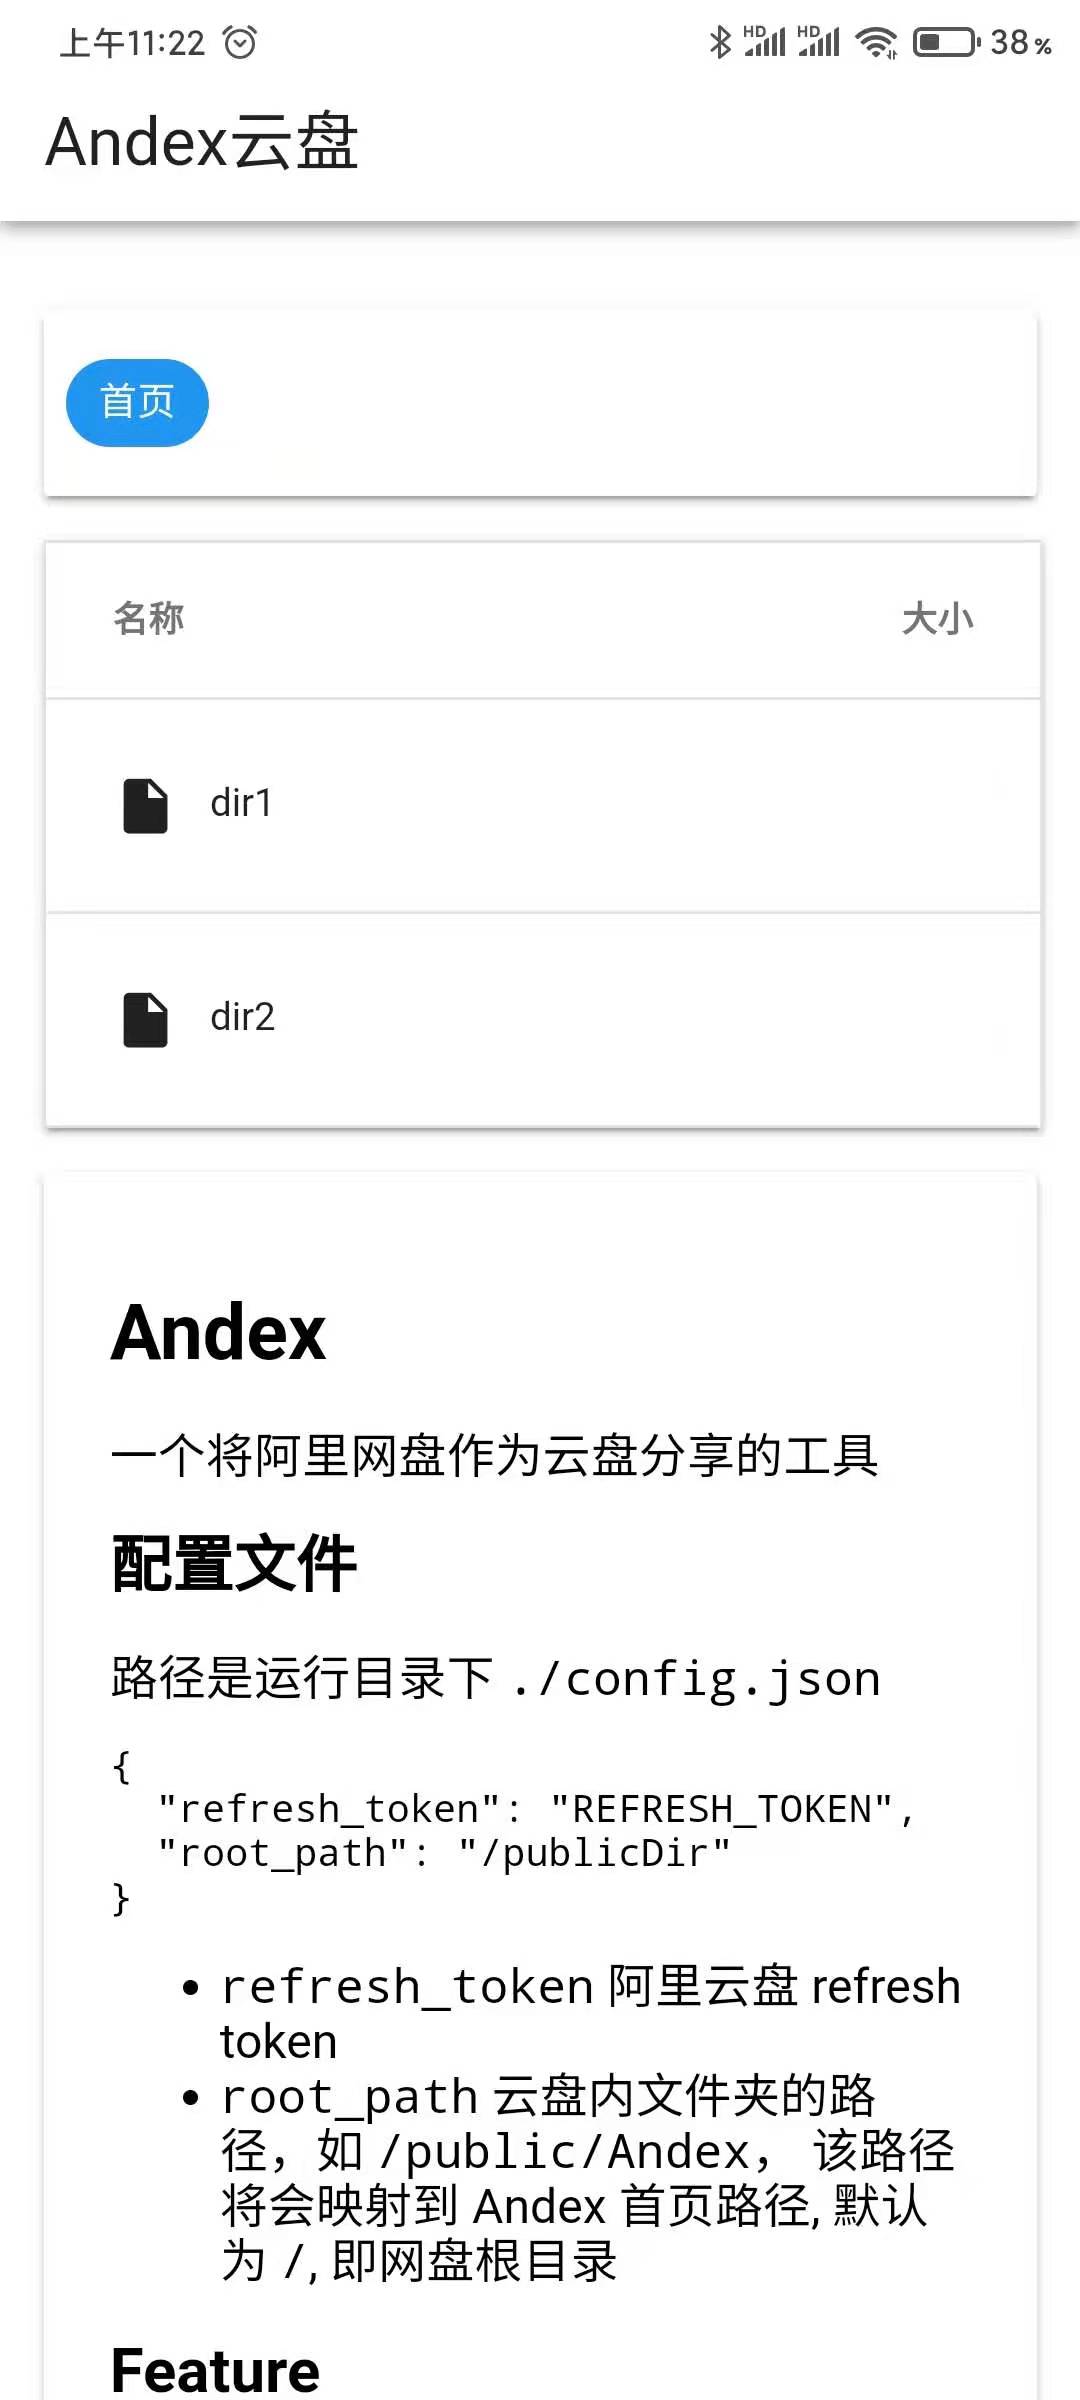 上午11:22
HD HD 38 %
Andex云盘
首页
名称 大小
dir1
dir2
Andex
一个将阿里网盘作为云盘分享的工具
配置文件
路径是运行目录下 ./config.json
{
  "refresh_token": "REFRESH_TOKEN",
  "root_path": "/publicDir"
}
• refresh_token 阿里云盘 refresh
token
• root_path 云盘内文件夹的路
径，如 /public/Andex， 该路径
将会映射到 Andex 首页路径, 默认
为 /, 即网盘根目录
Feature